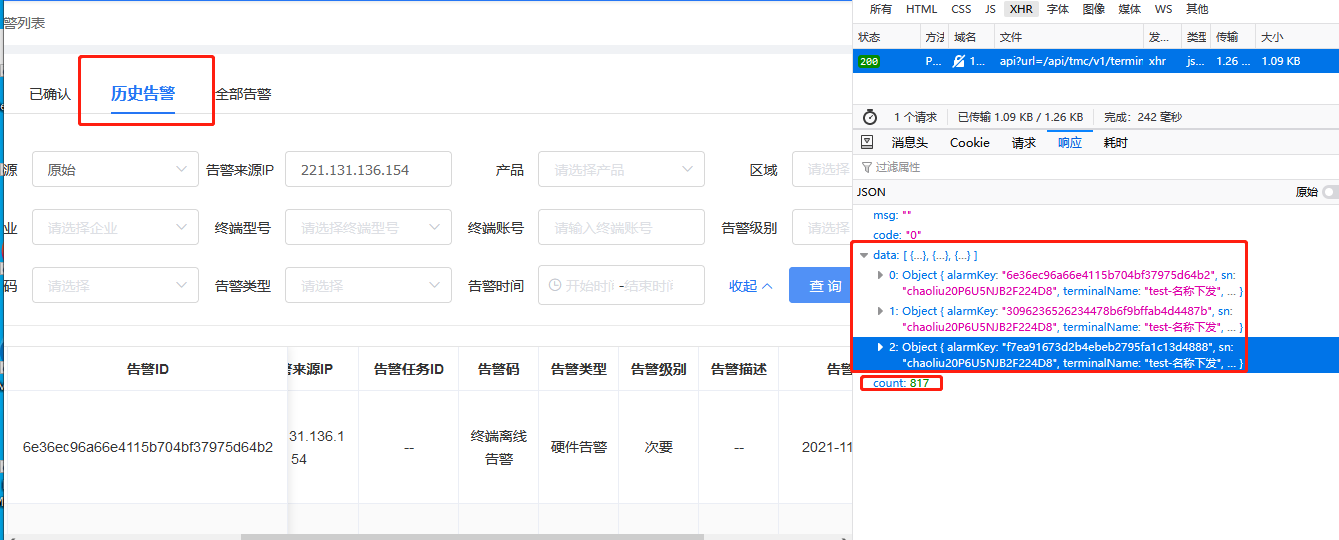 警列表
已确认 历史告警 全部告警
源 原始 告警来源IP 221.131.136.154 产品 请选择产品 区域 请选择
业 请选择企业 终端型号 请选择终端型号 终端账号 请输入终端账号 告警级别 请选择
码 请选择 告警类型 请选择 告警时间 开始时间 -结束时间 收起 查 询
告警ID 警来源IP 告警任务ID 告警码 告警类型 告警级别 告警描述 告警
6e36ec96a66e4115b704bf37975d64b2 31.136.1 -- 终端离线 硬件告警 次要 -- 2021-11
54 告警
所有 HTML CSS JS XHR 字体 图像 媒体 WS 其他
状态 方法 域名 文件 发... 类型 传输 大小
200 P... 1... api?url=/api/tmc/v1/termin xhr js... 1.26 ... 1.09 KB
1 个请求 已传输 1.09 KB / 1.26 KB 完成：242 毫秒
消息头 Cookie 请求 响应 耗时
过滤属性
JSON 原始
msg: ""
code: "0"
data: [ {…}, {…}, {…} ]
0: Object { alarmKey: "6e36ec96a66e4115b704bf37975d64b2", sn:
"chaoliu20P6U5NJB2F224D8", terminalName: "test-名称下发", … }
1: Object { alarmKey: "3096236526234478b6f9bffab4d4487b", sn:
"chaoliu20P6U5NJB2F224D8", terminalName: "test-名称下发", … }
2: Object { alarmKey: "f7ea91673d2b4ebeb2795fa1c13d4888", sn:
"chaoliu20P6U5NJB2F224D8", terminalName: "test-名称下发", … }
count: 817